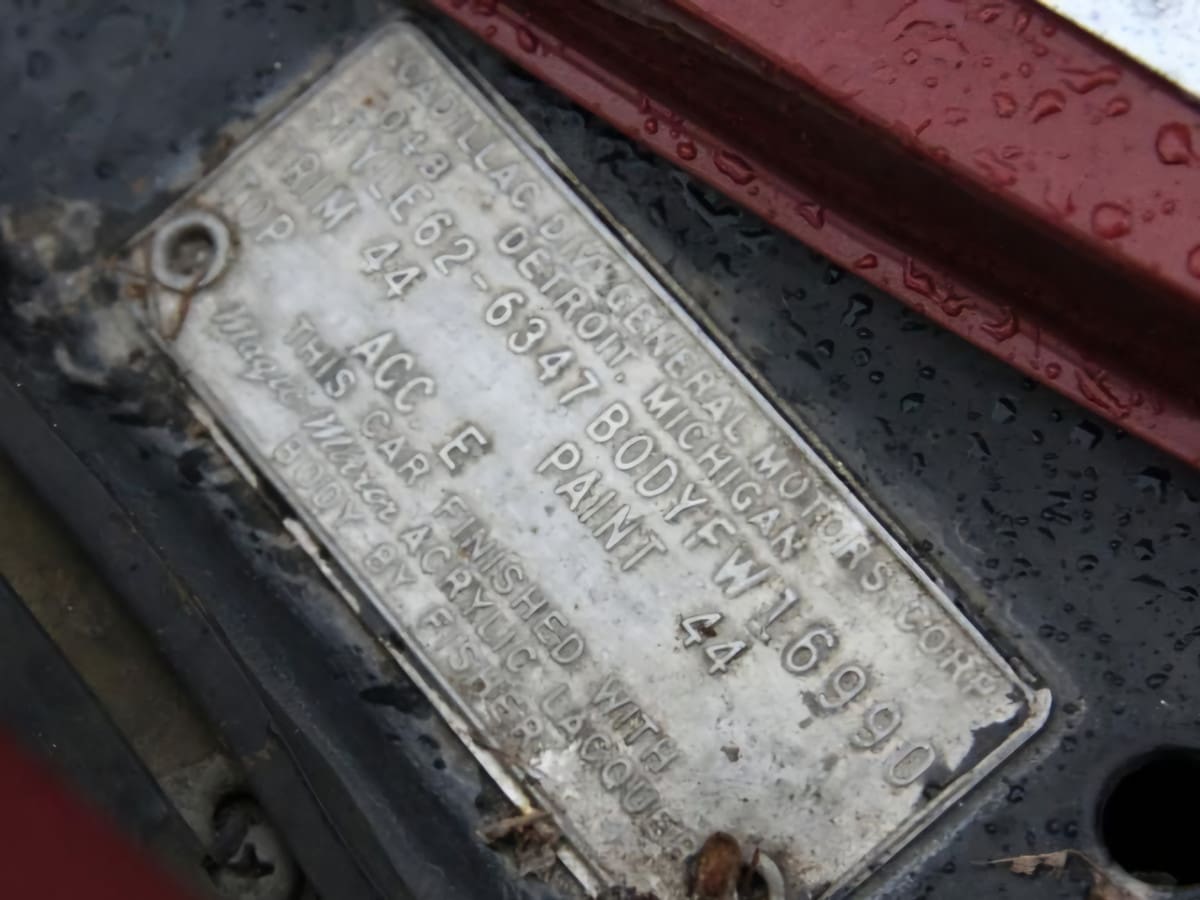 CADILLAC DIV. GENERAL MOTORS CORP.
DETROIT, MICHIGAN
04B
STYLE 62-6347 BODY FW 16990
TRIM 44 PAINT 44
TOP ACC. E
THIS CAR FINISHED WITH
Magic-Mirror ACRYLIC LACQUER
BODY BY FISHER